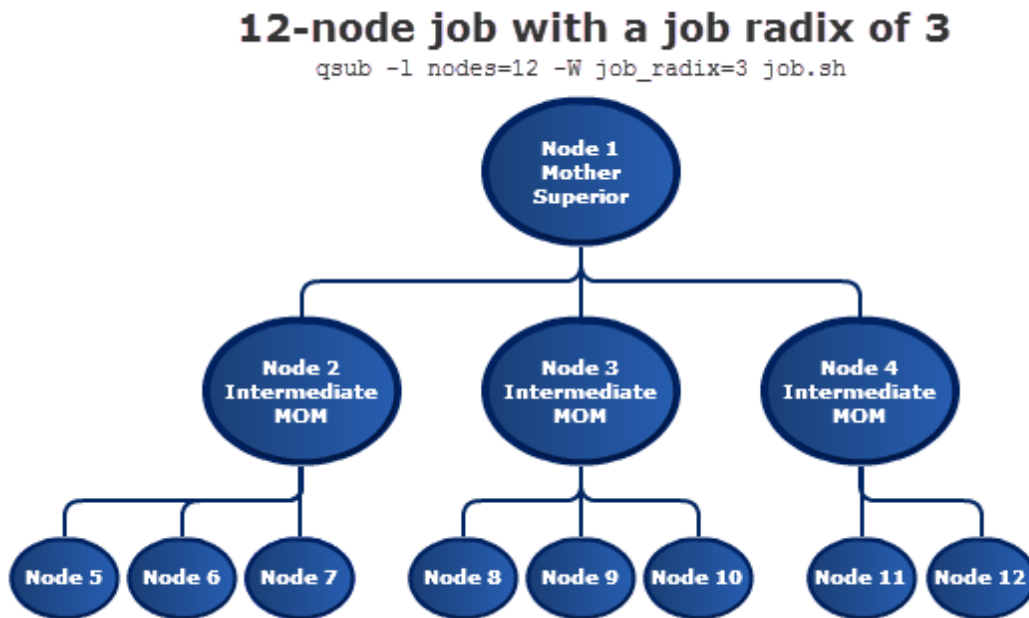 12-node job with a job radix of 3
qsub -l nodes=12 -W job_radix=3 job.sh
Node 1
Mother
Superior
Node 2
Intermediate
MOM
Node 3
Intermediate
MOM
Node 4
Intermediate
MOM
Node 5
Node 6
Node 7
Node 8
Node 9
Node 10
Node 11
Node 12